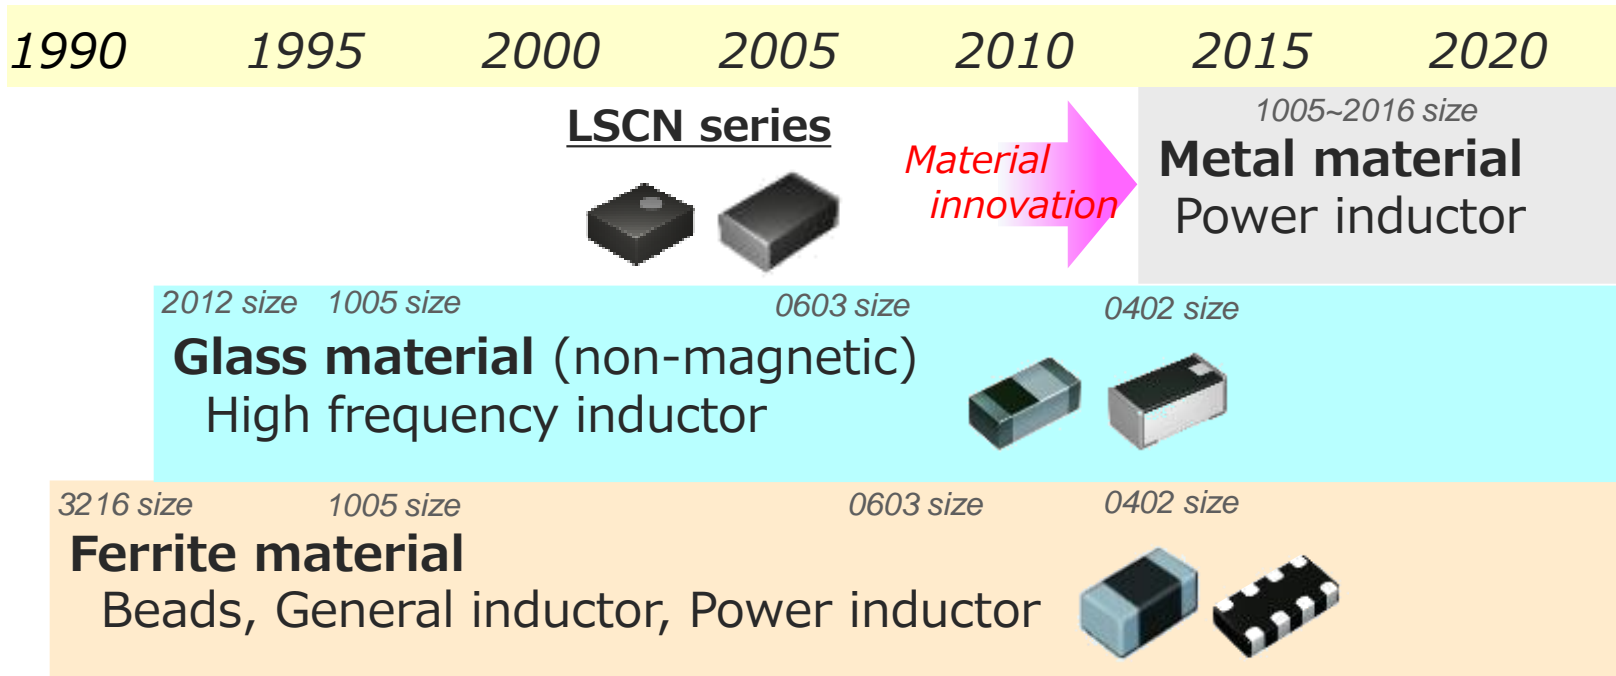 1990 1995 2000 2005 2010 2015 2020
LSCN series
Material
innovation
1005~2016 size
Metal material
Power inductor
2012 size 1005 size 0603 size 0402 size
Glass material (non-magnetic)
High frequency inductor
3216 size 1005 size 0603 size 0402 size
Ferrite material
Beads, General inductor, Power inductor